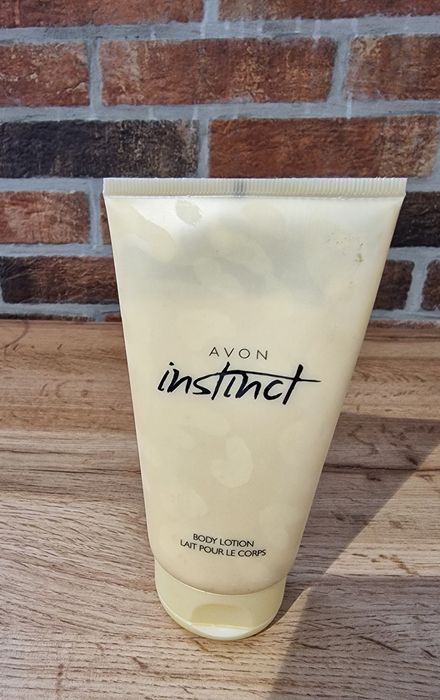 AVON
instinct
BODY LOTION
LAIT POUR LE CORPS